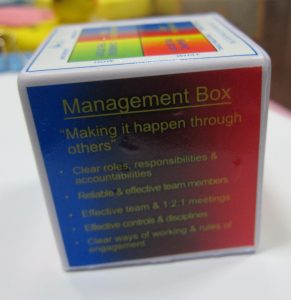 Management Box
"Making it happen through
others"
• Clear roles, responsibilities &
accountabilities
• Reliable & effective team members
• Effective team & 1:2:1 meetings
• Effective controls & disciplines
• Clear ways of working & rules of
engagement